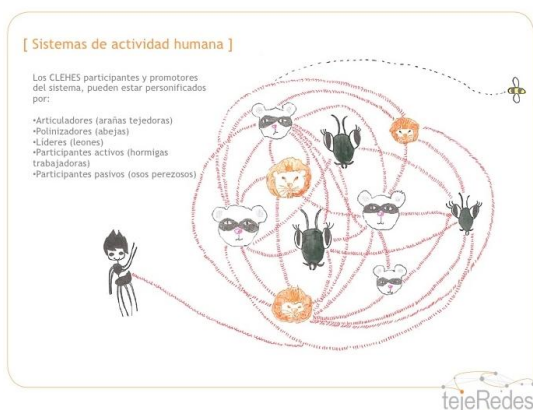 [ Sistemas de actividad humana ]
Los CLEHES participantes y promotores
del sistema, pueden estar personificados
por:
•Articuladores (arañas tejedoras)
•Polinizadores (abejas)
•Líderes (leones)
•Participantes activos (hormigas
trabajadoras)
•Participantes pasivos (osos perezosos)
tejeRedes